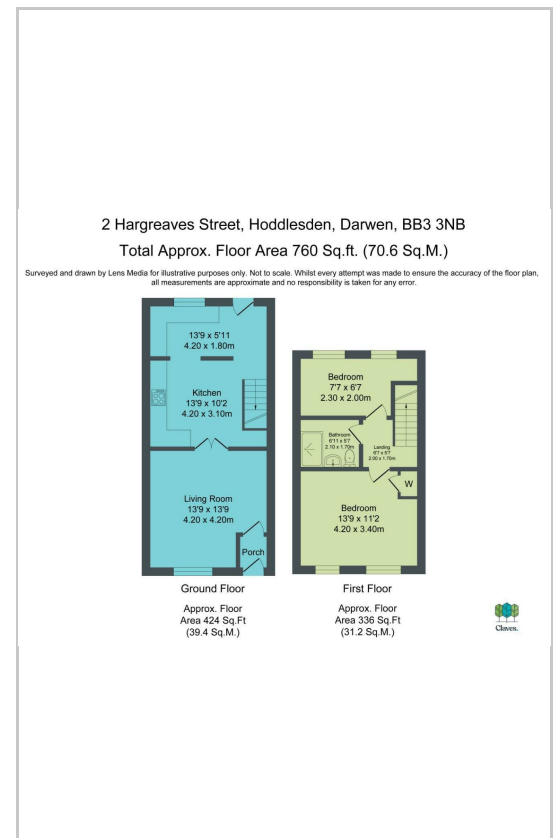 2 Hargreaves Street, Hoddlesden, Darwen, BB3 3NB
Total Approx. Floor Area 760 Sq.ft. (70.6 Sq.M.)
Surveyed and drawn by Lens Media for illustrative purposes only. Not to scale. Whilst every attempt was made to ensure the accuracy of the floor plan,
all measurements are approximate and no responsibility is taken for any error.
13'9 x 5'11
4.20 x 1.80m
Kitchen
13'9 x 10'2
4.20 x 3.10m
Living Room
13'9 x 13'9
4.20 x 4.20m
Porch
Ground Floor
Approx. Floor
Area 424 Sq.Ft
(39.4 Sq.M.)
Bedroom
7'7 x 6'7
2.30 x 2.00m
Bathroom
6'11 x 5'7
2.10 x 1.70m
Landing
6'7 x 5'7
2.00 x 1.70m
W
Bedroom
13'9 x 11'2
4.20 x 3.40m
First Floor
Approx. Floor
Area 336 Sq.Ft
(31.2 Sq.M.)
Claves.